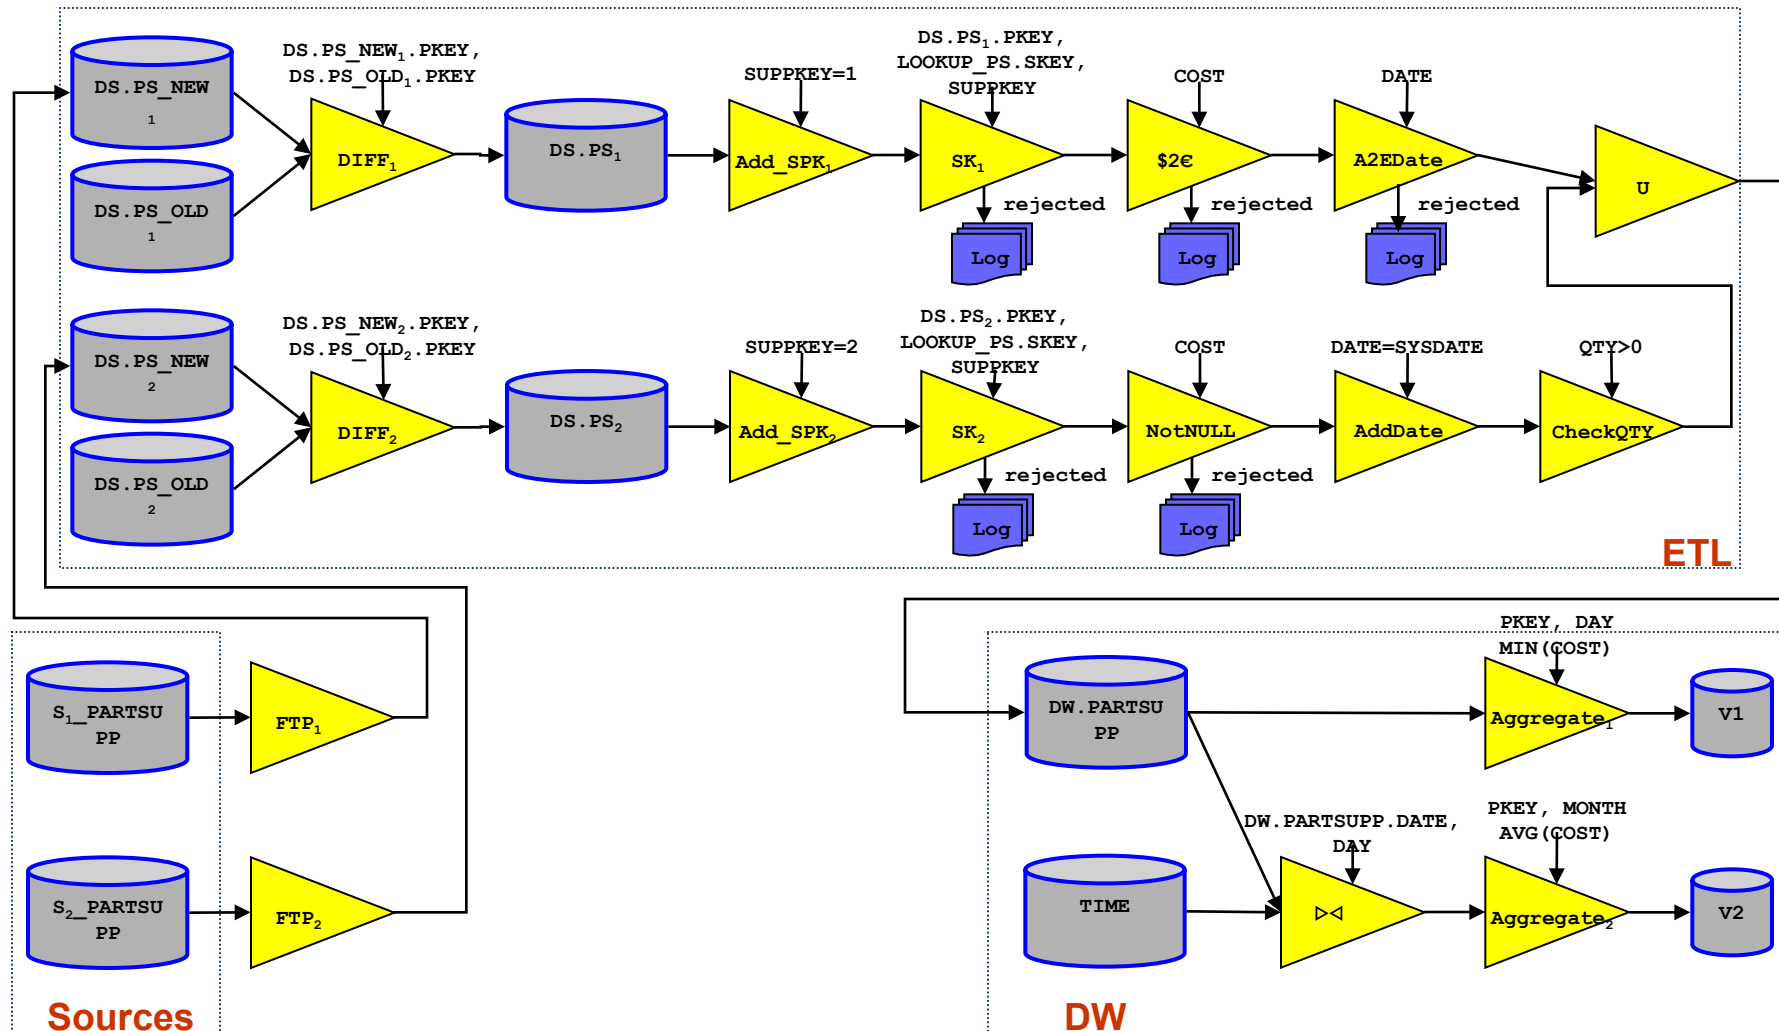 DS.PS_NEW
1
DS.PS_OLD
1
DS.PS_NEW₁.PKEY,
DS.PS_OLD₁.PKEY
DIFF₁
DS.PS₁
SUPPKEY=1
Add_SPK₁
DS.PS₁.PKEY,
LOOKUP_PS.SKEY,
SUPPKEY
SK₁
rejected
Log
COST
$2€
rejected
Log
DATE
A2EDate
rejected
Log
U
DS.PS_NEW
2
DS.PS_OLD
2
DS.PS_NEW₂.PKEY,
DS.PS_OLD₂.PKEY
DIFF₂
DS.PS₂
SUPPKEY=2
Add_SPK₂
DS.PS₂.PKEY,
LOOKUP_PS.SKEY,
SUPPKEY
SK₂
rejected
Log
COST
NotNULL
rejected
Log
DATE=SYSDATE
AddDate
QTY>0
CheckQTY
ETL
S₁_PARTSU
PP
FTP₁
S₂_PARTSU
PP
FTP₂
Sources
DW.PARTSU
PP
PKEY, DAY
MIN(COST)
Aggregate₁
V1
TIME
DW.PARTSUPP.DATE,
DAY
▷◁
PKEY, MONTH
AVG(COST)
Aggregate₂
V2
DW